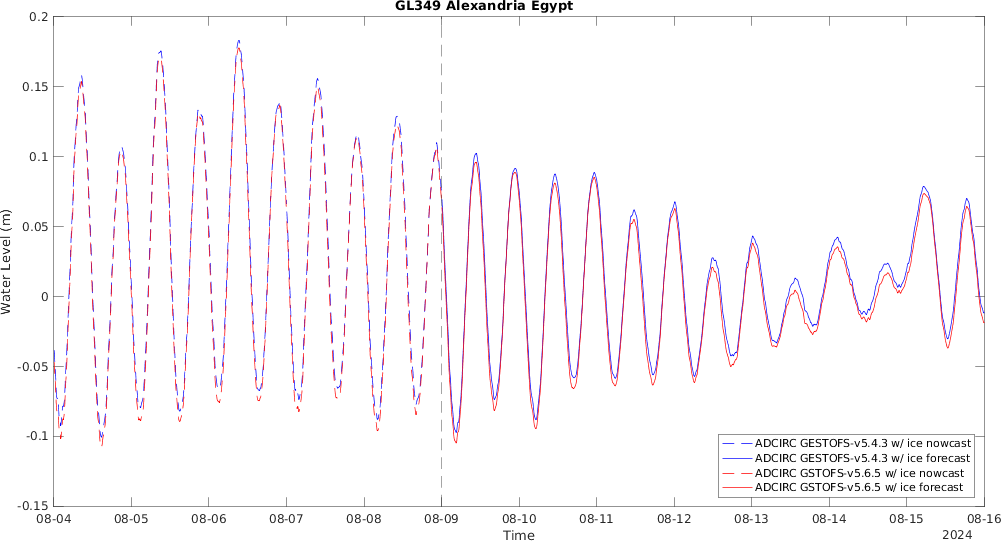 GL349 Alexandria Egypt
0.2
0.15
0.1
0.05
0
-0.05
-0.1
-0.15
Water Level (m)
ADCIRC GESTOFS-v5.4.3 w/ ice nowcast
ADCIRC GESTOFS-v5.4.3 w/ ice forecast
ADCIRC GSTOFS-v5.6.5 w/ ice nowcast
ADCIRC GSTOFS-v5.6.5 w/ ice forecast
08-04 08-05 08-06 08-07 08-08 08-09 08-10 08-11 08-12 08-13 08-14 08-15 08-16
Time
2024